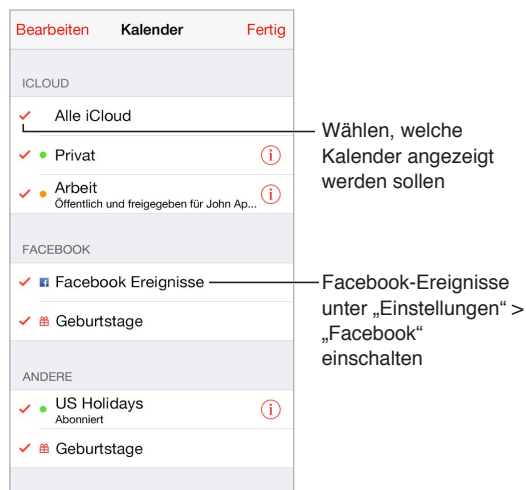 Bearbeiten Kalender Fertig
ICLOUD
Alle iCloud
Privat
Arbeit
Öffentlich und freigegeben für John Ap...
FACEBOOK
Facebook Ereignisse
Geburtstage
ANDERE
US Holidays
Abonniert
Geburtstage
Wählen, welche
Kalender angezeigt
werden sollen
Facebook-Ereignisse
unter „Einstellungen“ >
„Facebook“
einschalten